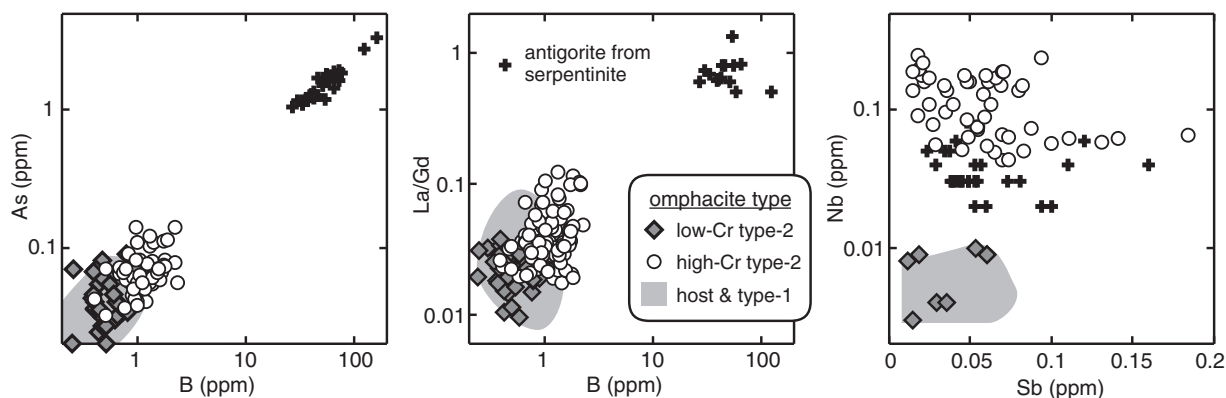 As (ppm)
1
0.1
1
10
100
B (ppm)
La/Gd
1
0.1
0.01
1
10
100
B (ppm)
antigorite from
serpentinite
omphacite type
low-Cr type-2
high-Cr type-2
host & type-1
Nb (ppm)
0.1
0.01
0
0.05
0.1
0.15
0.2
Sb (ppm)